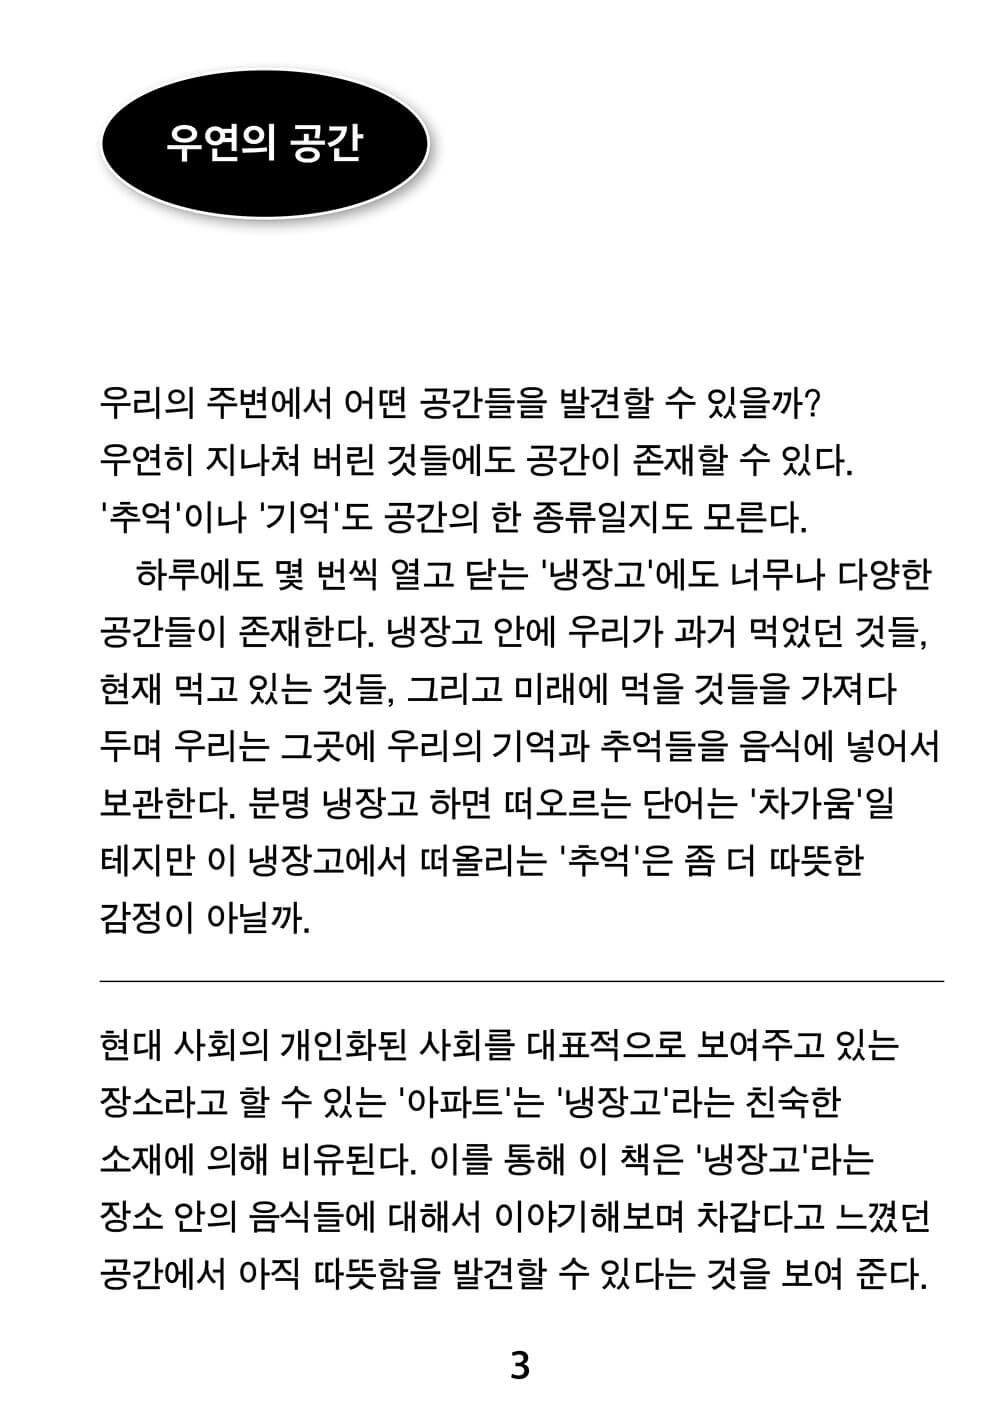 우연의 공간
우리의 주변에서 어떤 공간들을 발견할 수 있을까?
우연히 지나쳐 버린 것들에도 공간이 존재할 수 있다.
'추억'이나 '기억'도 공간의 한 종류일지도 모른다.
하루에도 몇 번씩 열고 닫는 '냉장고'에도 너무나 다양한
공간들이 존재한다. 냉장고 안에 우리가 과거 먹었던 것들,
현재 먹고 있는 것들, 그리고 미래에 먹을 것들을 가져다
두며 우리는 그곳에 우리의 기억과 추억들을 음식에 넣어서
보관한다. 분명 냉장고 하면 떠오르는 단어는 '차가움'일
테지만 이 냉장고에서 떠올리는 '추억'은 좀 더 따뜻한
감정이 아닐까.
현대 사회의 개인화된 사회를 대표적으로 보여주고 있는
장소라고 할 수 있는 '아파트'는 '냉장고'라는 친숙한
소재에 의해 비유된다. 이를 통해 이 책은 '냉장고'라는
장소 안의 음식들에 대해서 이야기해보며 차갑다고 느꼈던
공간에서 아직 따뜻함을 발견할 수 있다는 것을 보여 준다.
3